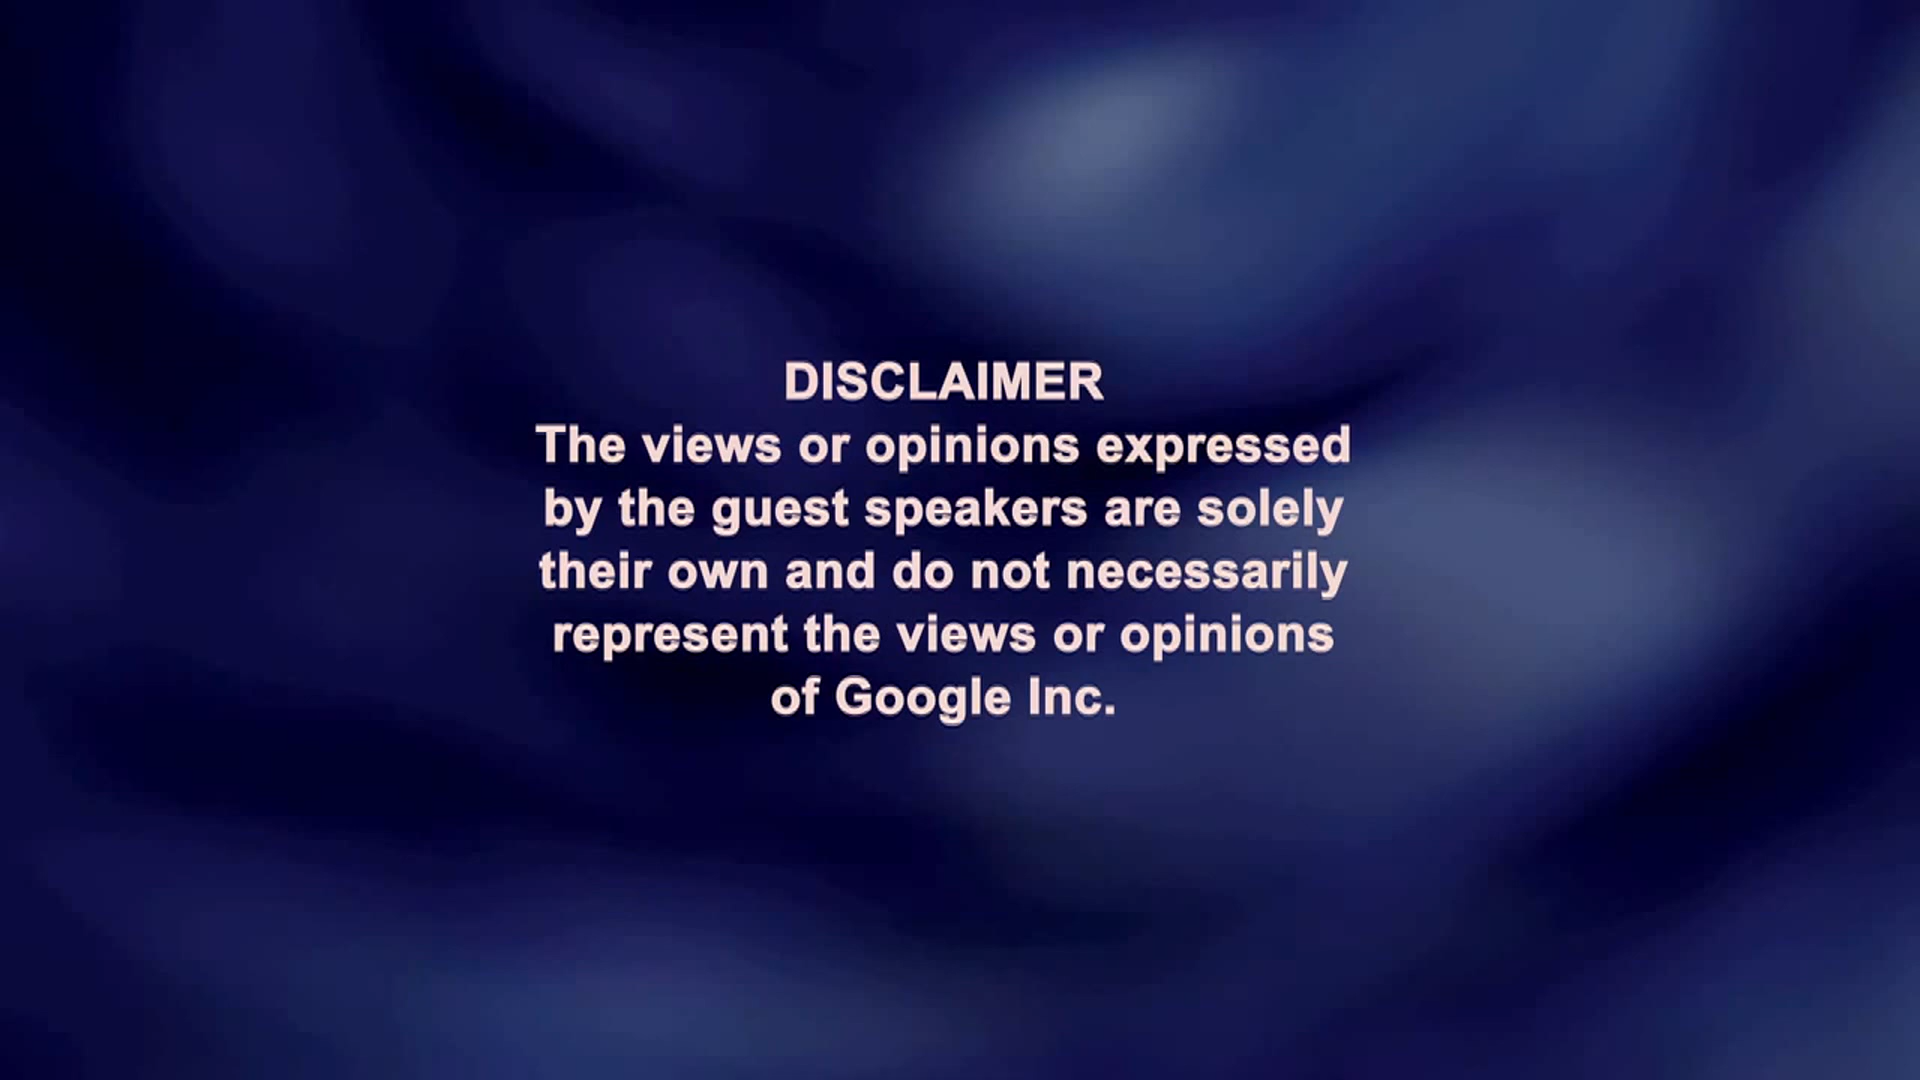 DISCLAIMER
The views or opinions expressed
by the guest speakers are solely
their own and do not necessarily
represent the views or opinions
of Google Inc.